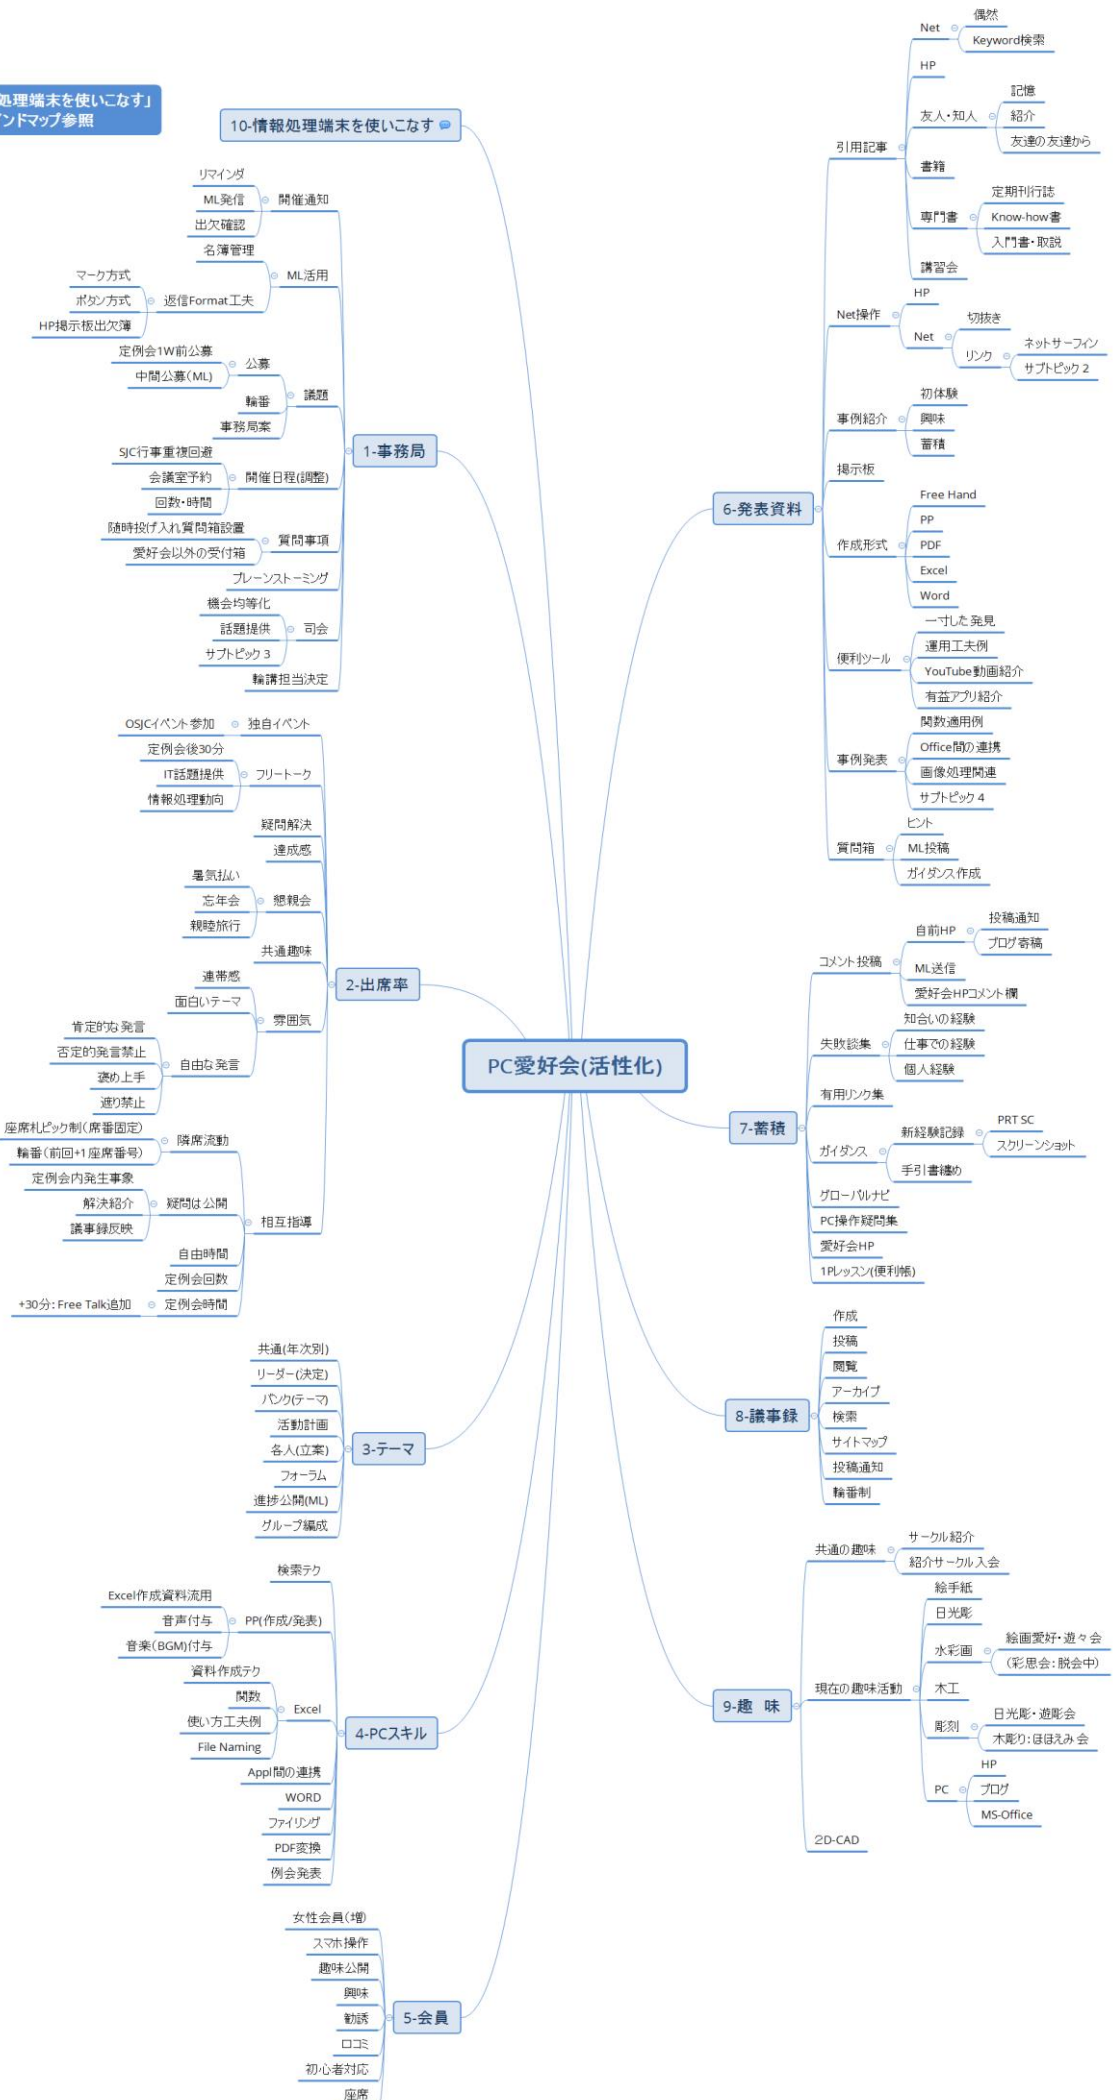 処理端末を使いこなす」
ンドマップ参照
10-情報処理端末を使いこなす
リマインダ
ML発信
出欠確認
開催通知
名簿管理
マーク方式
ボタン方式
HP掲示板出欠簿
返信Format工夫
ML活用
定例会1W前公募
中間公募(ML)
公募
輪番
事務局案
議題
SJC行事重複回避
会議室予約
回数・時間
開催日程(調整)
随時投げ入れ質問箱設置
愛好会以外の受付箱
質問事項
ブレーンストーミング
機会均等化
話題提供
サブトピック 3
司会
輪講担当決定
1-事務局
OSJCイベント参加
独自イベント
定例会後30分
IT話題提供
情報処理動向
フリートーク
疑問解決
達成感
暑気払い
忘年会
親睦旅行
懇親会
共通趣味
連帯感
面白いテーマ
肯定的な発言
否定的発言禁止
褒め上手
遮り禁止
自由な発言
雰囲気
座席札ピック制(席番固定)
輪番(前回+1座席番号)
隣席流動
定例会内発生事象
解決紹介
議事録反映
疑問は公開
自由時間
定例会回数
+30分: Free Talk追加
定例会時間
相互指導
2-出席率
共通(年次別)
リーダー(決定)
バンク(テーマ)
活動計画
各人(立案)
フォーラム
進捗公開(ML)
グループ編成
3-テーマ
検索テク
Excel作成資料流用
音声付与
音楽(BGM)付与
PP(作成/発表)
資料作成テク
関数
使い方工夫例
File Naming
Excel
Appl間の連携
WORD
ファイリング
PDF変換
例会発表
4-PCスキル
女性会員(増)
スマホ操作
趣味公開
興味
勧誘
口コミ
初心者対応
座席
5-会員
PC愛好会(活性化)
6-発表資料
引用記事
Net
偶然
Keyword検索
HP
友人・知人
記憶
紹介
友達の友達から
書籍
専門書
定期刊行誌
Know-how書
入門書・取説
講習会
Net操作
HP
Net
切抜き
リンク
ネットサーフィン
サブトピック 2
事例紹介
初体験
興味
蓄積
掲示板
作成形式
Free Hand
PP
PDF
Excel
Word
便利ツール
一寸した発見
運用工夫例
YouTube動画紹介
有益アプリ紹介
事例発表
関数適用例
Office間の連携
画像処理関連
サブトピック 4
質問箱
ヒント
ML投稿
ガイダンス作成
7-蓄積
コメント投稿
自前HP
投稿通知
ブログ寄稿
ML送信
愛好会HPコメント欄
失敗談集
知合いの経験
仕事での経験
個人経験
有用リンク集
ガイダンス
新経験記録
PRT SC
スクリーンショット
手引書纏め
グローバルナビ
PC操作疑問集
愛好会HP
1Pレッスン(便利帳)
8-議事録
作成
投稿
閲覧
アーカイブ
検索
サイトマップ
投稿通知
輪番制
9-趣 味
共通の趣味
サークル紹介
紹介サークル入会
現在の趣味活動
絵手紙
日光彫
水彩画
絵画愛好・遊々会
(彩思会: 脱会中)
木工
彫刻
日光彫・遊彫会
木彫り: ほほえみ会
PC
HP
ブログ
MS-Office
2D-CAD